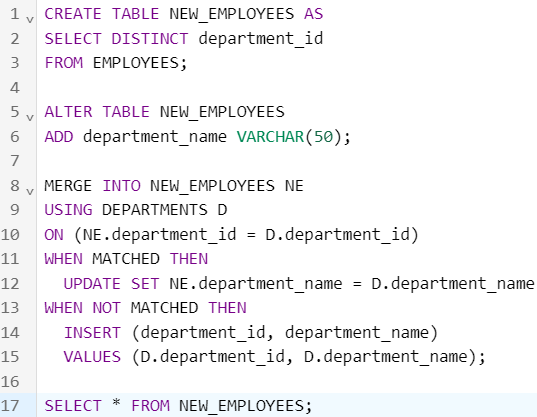 1 CREATE TABLE NEW_EMPLOYEES AS
2 SELECT DISTINCT department_id
3 FROM EMPLOYEES;
4
5 ALTER TABLE NEW_EMPLOYEES
6 ADD department_name VARCHAR(50);
7
8 MERGE INTO NEW_EMPLOYEES NE
9 USING DEPARTMENTS D
10 ON (NE.department_id = D.department_id)
11 WHEN MATCHED THEN
12 UPDATE SET NE.department_name = D.department_name
13 WHEN NOT MATCHED THEN
14 INSERT (department_id, department_name)
15 VALUES (D.department_id, D.department_name);
16
17 SELECT * FROM NEW_EMPLOYEES;